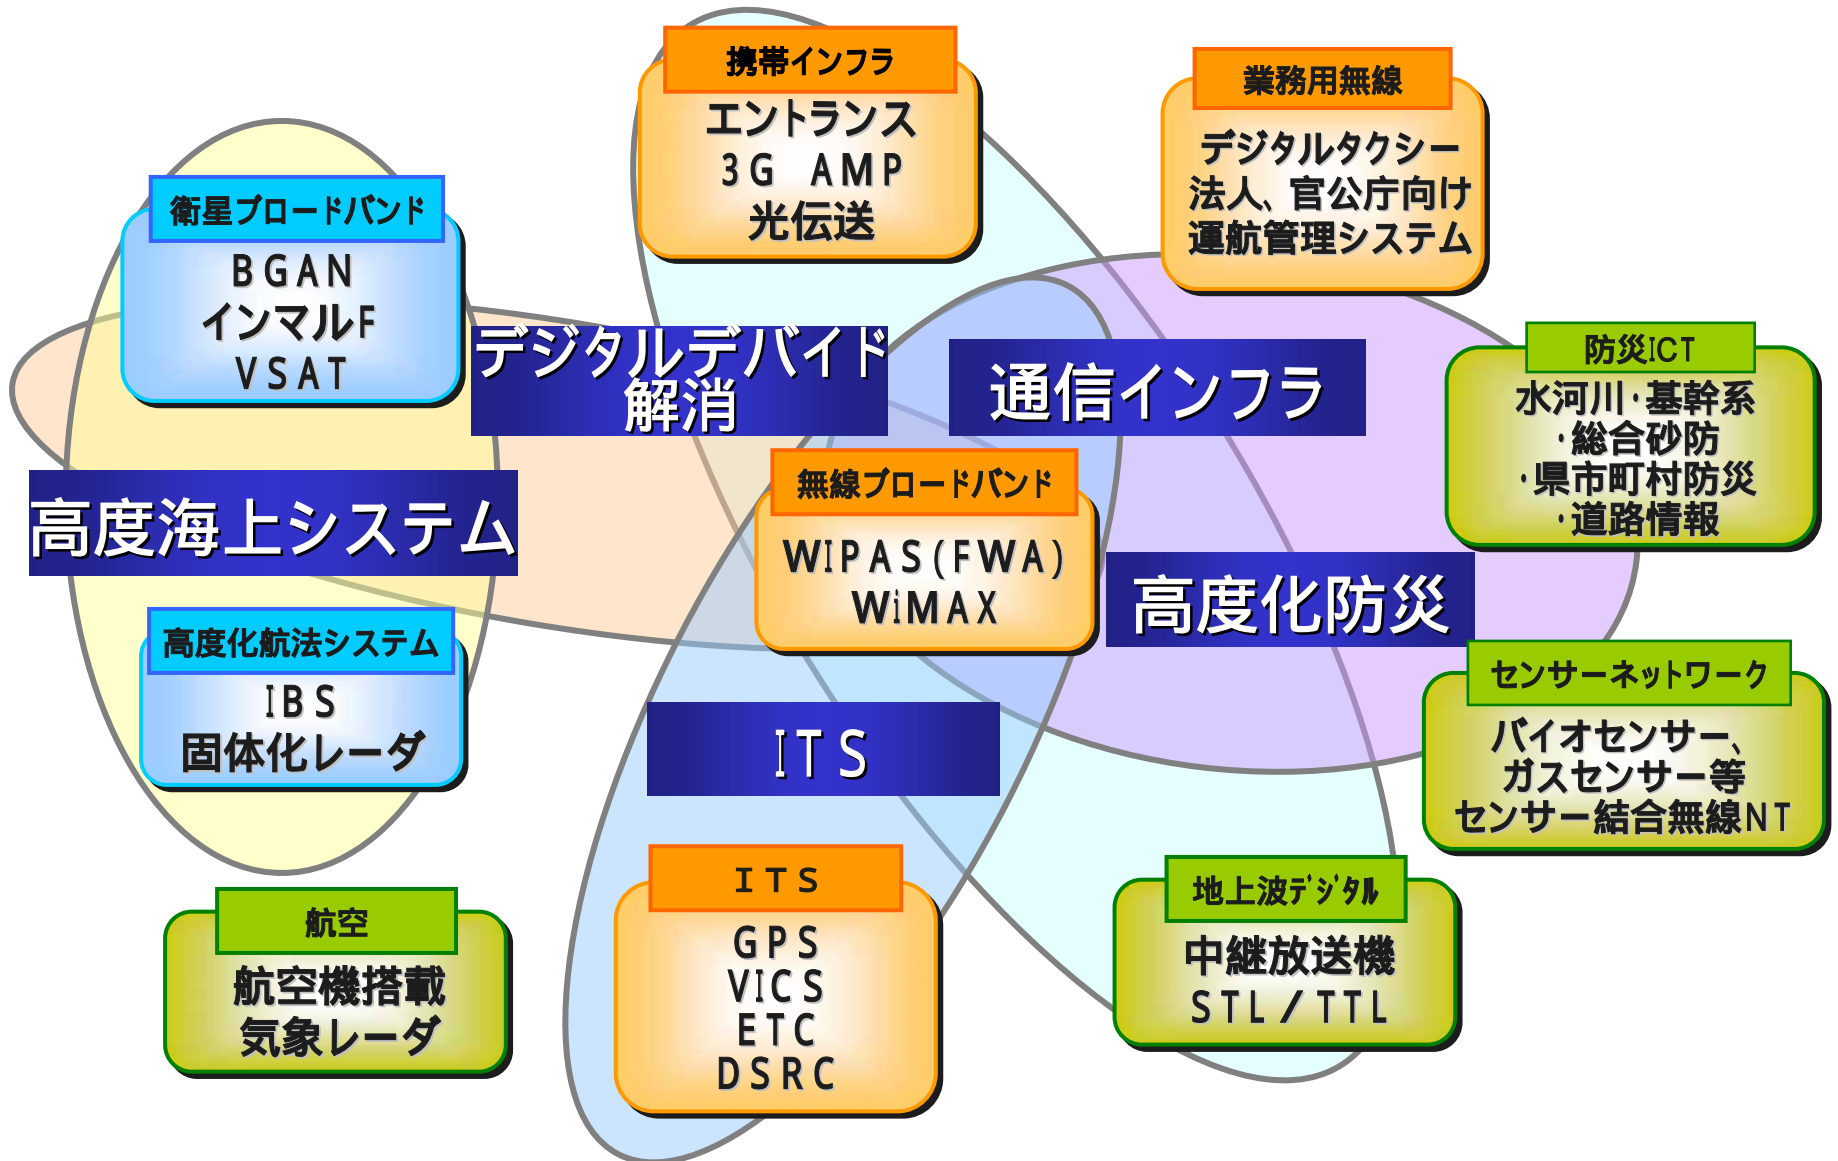 携帯インフラ
エントランス
3G AMP
光伝送
業務用無線
デジタルタクシー
法人、官公庁向け
運航管理システム
衛星ブロードバンド
BGAN
インマルF
VSAT
デジタルデバイド
解消
通信インフラ
防災ICT
水河川・基幹系
・総合砂防
・県市町村防災
・道路情報
高度海上システム
無線ブロードバンド
WIPAS(FWA)
WiMAX
高度化防災
高度化航法システム
IBS
固体化レーダ
ITS
センサーネットワーク
バイオセンサー、
ガスセンサー等
センサー結合無線NT
航空
航空機搭載
気象レーダ
ITS
GPS
VICS
ETC
DSRC
地上波デジタル
中継放送機
STL/TTL